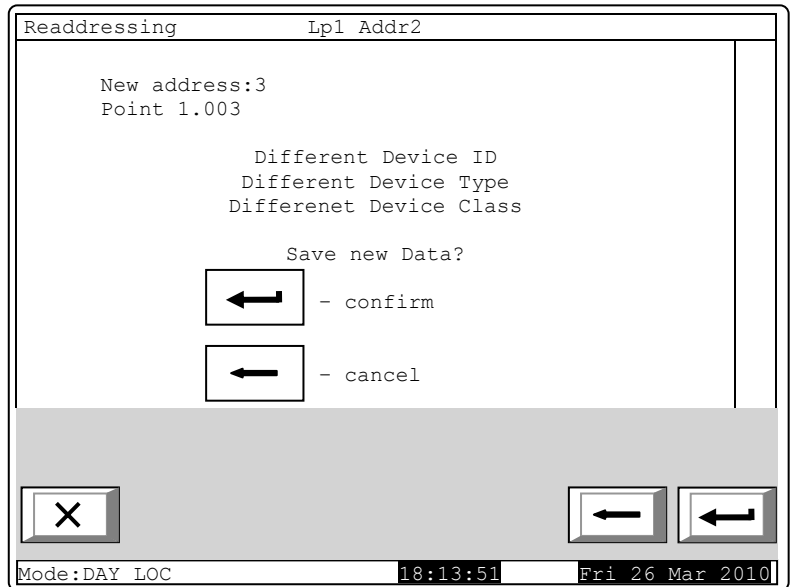 Readdressing Lp1 Addr2
New address:3
Point 1.003
Different Device ID
Different Device Type
Differenet Device Class
Save new Data?
- confirm
- cancel
Mode:DAY LOC 18:13:51 Fri 26 Mar 2010